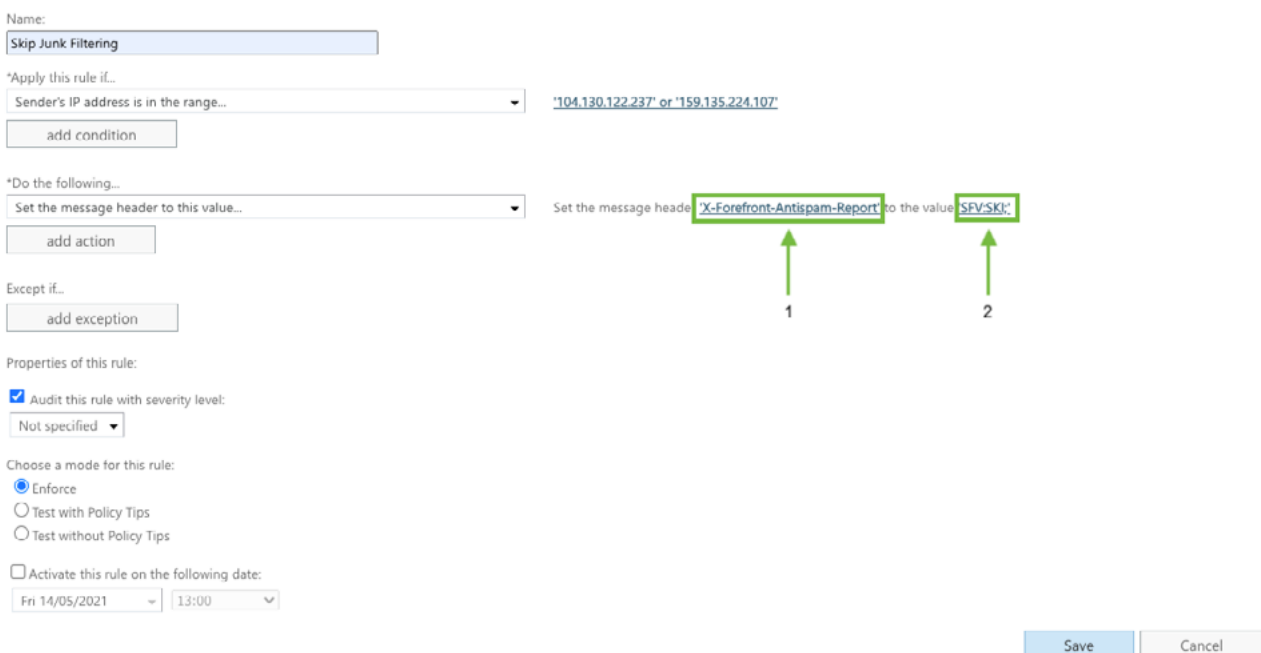 Name:
Skip Junk Filtering
*Apply this rule if...
Sender's IP address is in the range...
'104.130.122.237' or '159.135.224.107'
add condition
*Do the following...
Set the message header to this value...
Set the message heade 'X-Forefront-Antispam-Report' to the value 'SFV:SKI;'
add action
1
2
Except if...
add exception
Properties of this rule:
Audit this rule with severity level:
Not specified
Choose a mode for this rule:
Enforce
Test with Policy Tips
Test without Policy Tips
Activate this rule on the following date:
Fri 14/05/2021
13:00
Save
Cancel